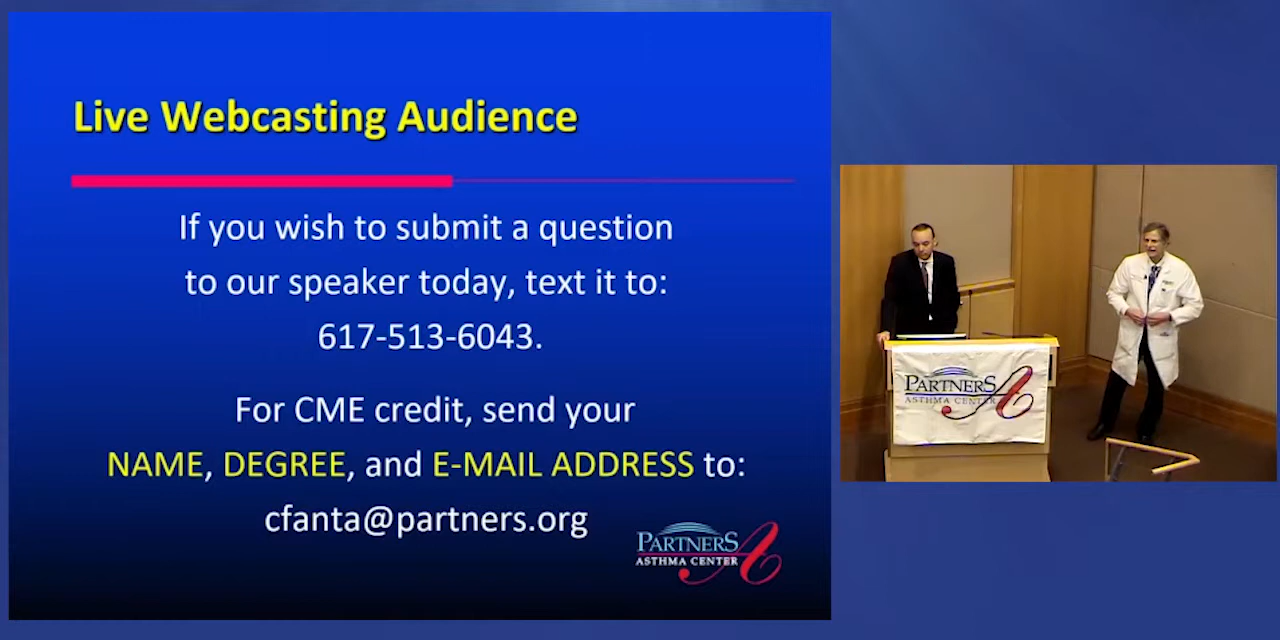 Live Webcasting Audience
If you wish to submit a question
to our speaker today, text it to:
617-513-6043.
For CME credit, send your
NAME, DEGREE, and E-MAIL ADDRESS to:
cfanta@partners.org
PARTNERS
ASTHMA CENTER
PARTNERS
ASTHMA CENTER